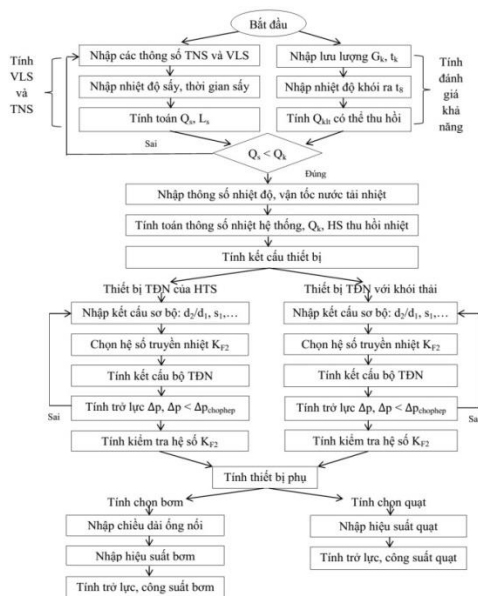 Bắt đầu
Tính
VLS
và
TNS
Nhập các thông số TNS và VLS
Nhập nhiệt độ sấy, thời gian sấy
Tính toán Qs, Ls
Nhập lưu lượng Gk, tk
Nhập nhiệt độ khói ra t8
Tính Qklt có thể thu hồi
Tính
đánh
giá
khả
năng
Sai
Qs < Qk
Đúng
Nhập thông số nhiệt độ, vận tốc nước tải nhiệt
Tính toán thông số nhiệt hệ thống, Qk, HS thu hồi nhiệt
Tính kết cấu thiết bị
Thiết bị TĐN của HTS
Nhập kết cấu sơ bộ: d2/d1, s1,…
Chọn hệ số truyền nhiệt KF2
Tính kết cấu bộ TĐN
Sai
Tính trở lực Δp, Δp < Δpchophep
Tính kiểm tra hệ số KF2
Thiết bị TĐN với khói thải
Nhập kết cấu sơ bộ: d2/d1, s1,…
Chọn hệ số truyền nhiệt KF2
Tính kết cấu bộ TĐN
Tính trở lực Δp, Δp < Δpchophep
Sa
Tính kiểm tra hệ số KF2
Tính thiết bị phụ
Tính chọn bơm
Nhập chiều dài ống nối
Nhập hiệu suất bơm
Tính trở lực, công suất bơm
Tính chọn quạt
Nhập hiệu suất quạt
Tính trở lực, công suất quạt